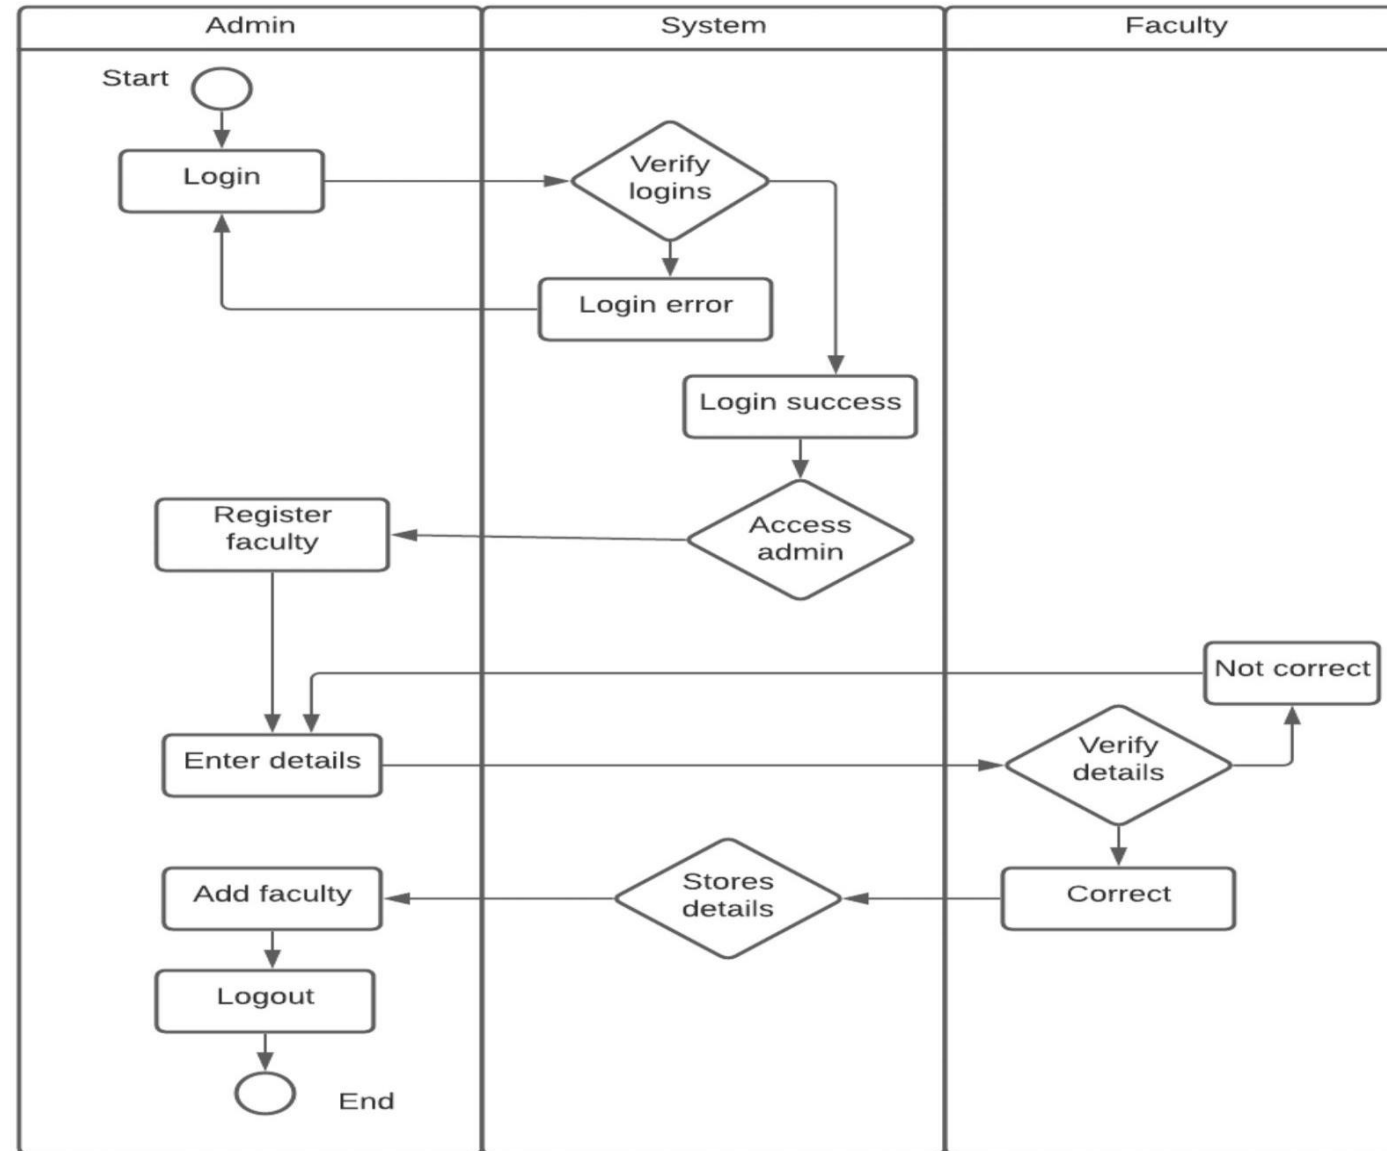 Admin
System
Faculty
Start
Login
Verify
logins
Login error
Login success
Register
faculty
Access
admin
Not correct
Enter details
Verify
details
Add faculty
Stores
details
Correct
Logout
End